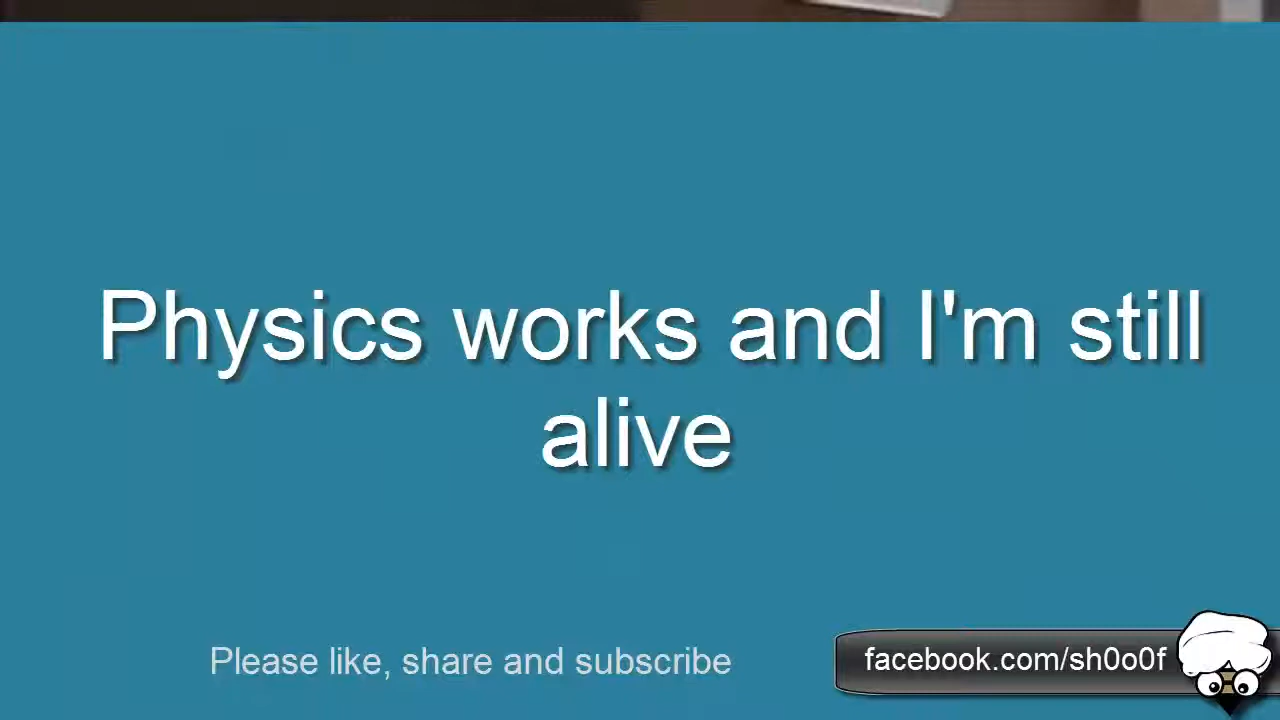 Physics works and I'm still
alive
Please like, share and subscribe
facebook.com/sh0o0f